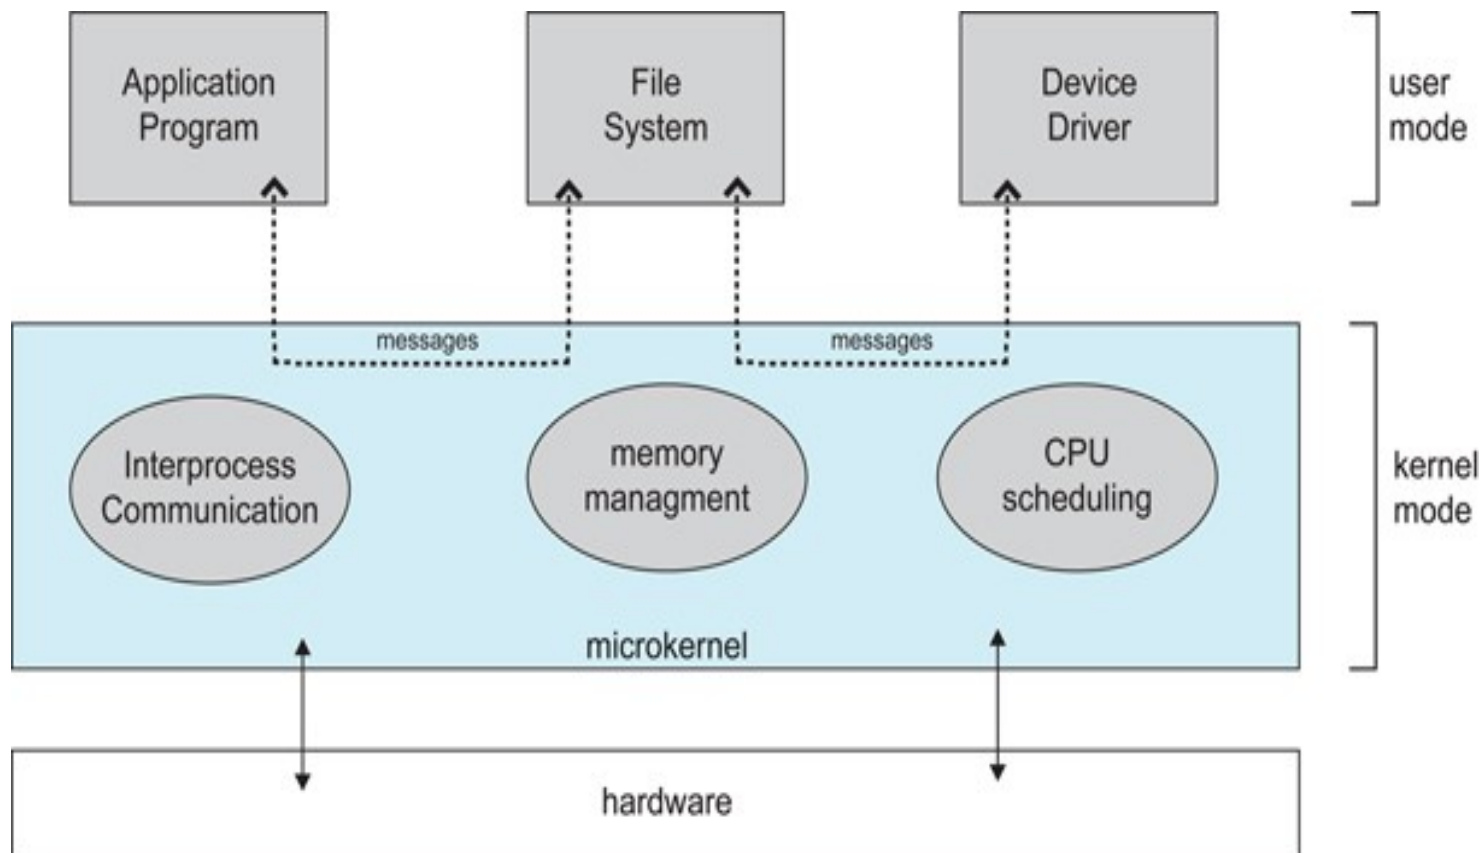 Application
Program
File
System
Device
Driver
user
mode
messages
messages
Interprocess
Communication
memory
managment
CPU
scheduling
kernel
mode
microkernel
hardware